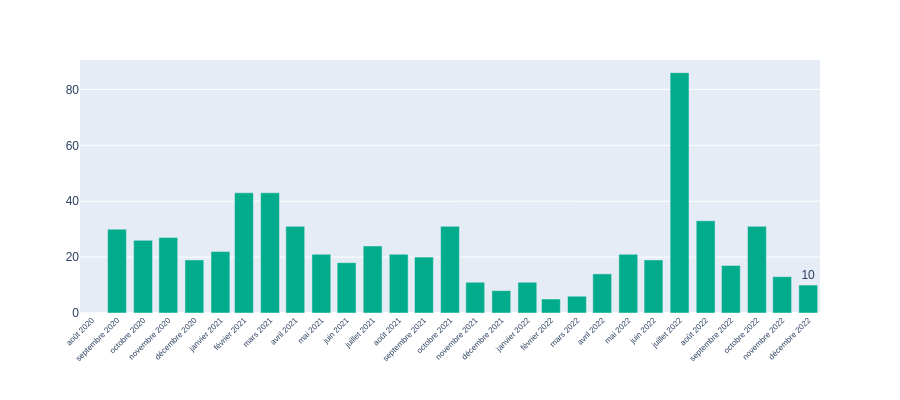 80
60
40
20
0
10
août 2020
septembre 2020
octobre 2020
novembre 2020
décembre 2020
janvier 2021
février 2021
mars 2021
avril 2021
mai 2021
juin 2021
juillet 2021
août 2021
septembre 2021
octobre 2021
novembre 2021
décembre 2021
janvier 2022
février 2022
mars 2022
avril 2022
mai 2022
juin 2022
juillet 2022
août 2022
septembre 2022
octobre 2022
novembre 2022
décembre 2022